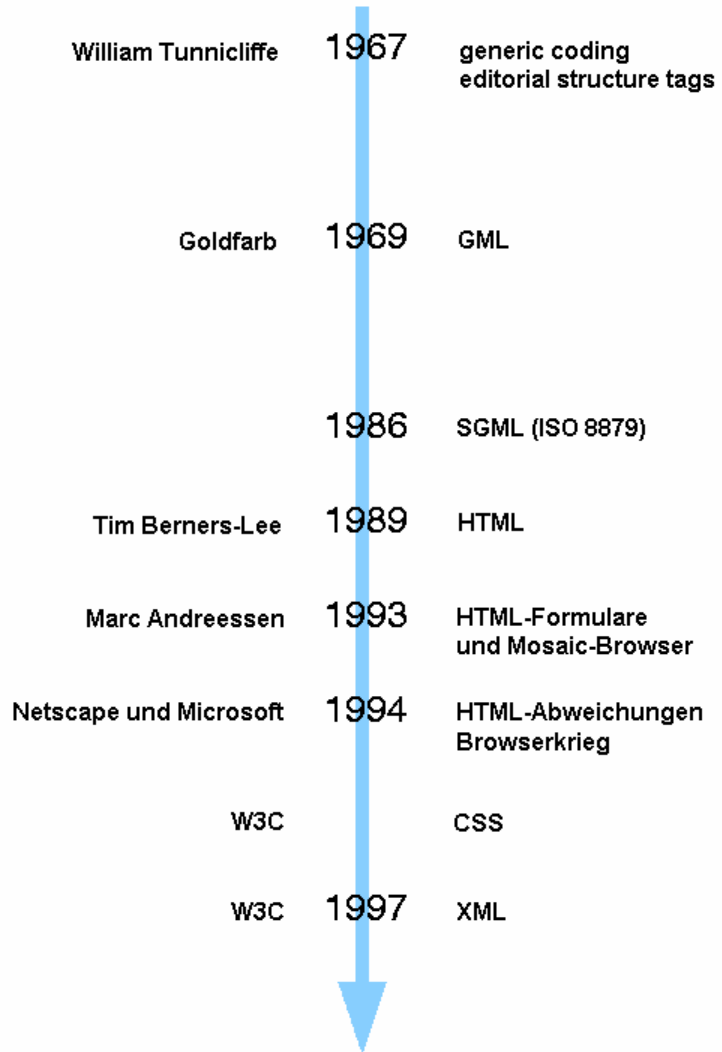 William Tunnicliffe 1967 generic coding
editorial structure tags
Goldfarb 1969 GML
1986 SGML (ISO 8879)
Tim Berners-Lee 1989 HTML
Marc Andreessen 1993 HTML-Formulare
und Mosaic-Browser
Netscape und Microsoft 1994 HTML-Abweichungen
Browserkrieg
W3C CSS
W3C 1997 XML